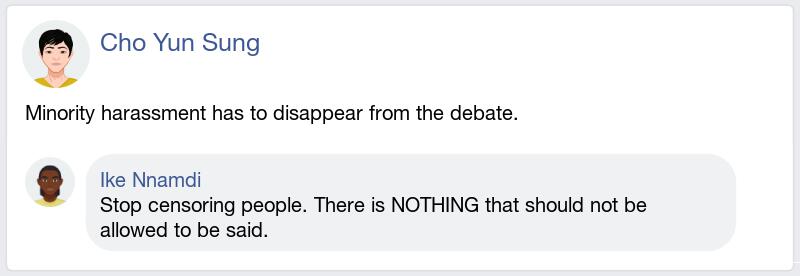 Cho Yun Sung
Minority harassment has to disappear from the debate.
Ike Nnamdi
Stop censoring people. There is NOTHING that should not be
allowed to be said.